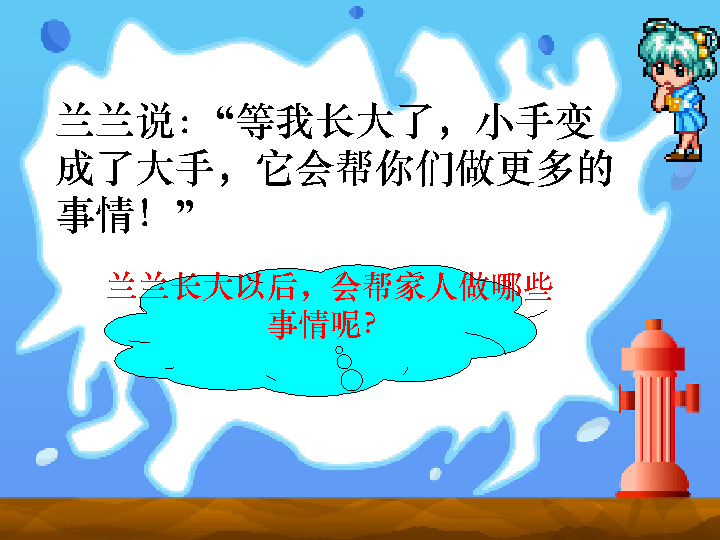 兰兰说：“等我长大了，小手变
成了大手，它会帮你们做更多的
事情！”
兰兰长大以后，会帮家人做哪些
事情呢？